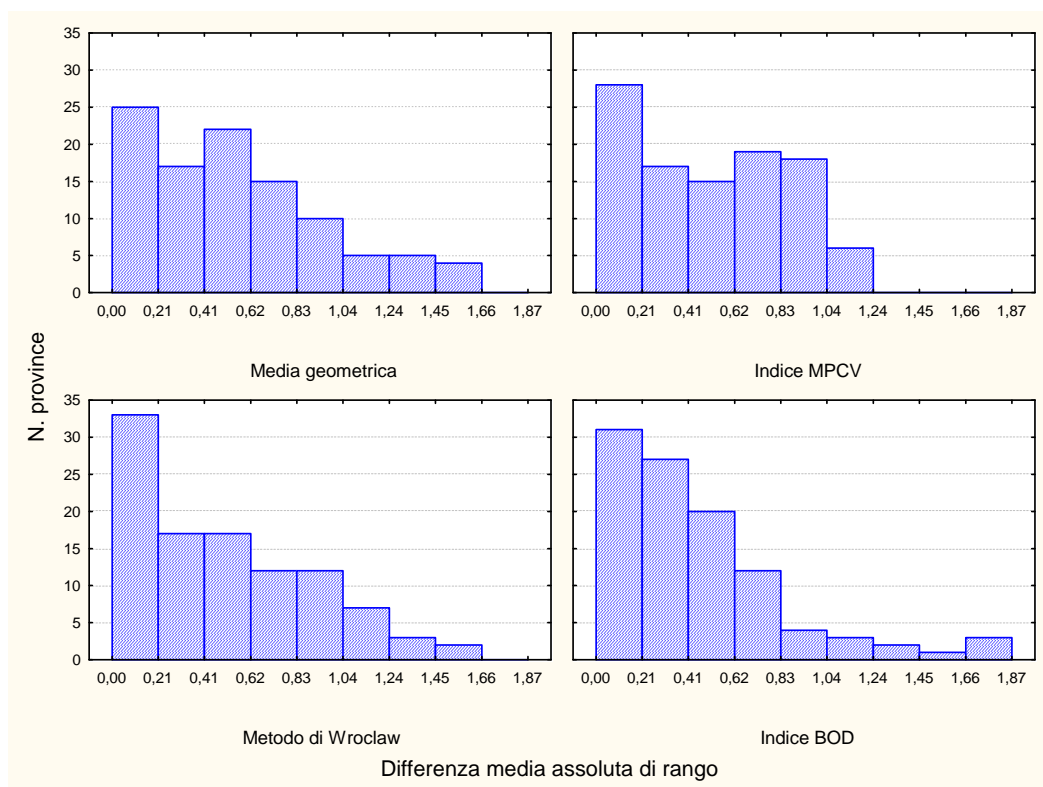 35
30
25
20
15
10
5
0
0,00 0,21 0,41 0,62 0,83 1,04 1,24 1,45 1,66 1,87
Media geometrica
0,00 0,21 0,41 0,62 0,83 1,04 1,24 1,45 1,66 1,87
Indice MPCV
N. province
35
30
25
20
15
10
5
0
0,00 0,21 0,41 0,62 0,83 1,04 1,24 1,45 1,66 1,87
Metodo di Wroclaw
0,00 0,21 0,41 0,62 0,83 1,04 1,24 1,45 1,66 1,87
Indice BOD
Differenza media assoluta di rango